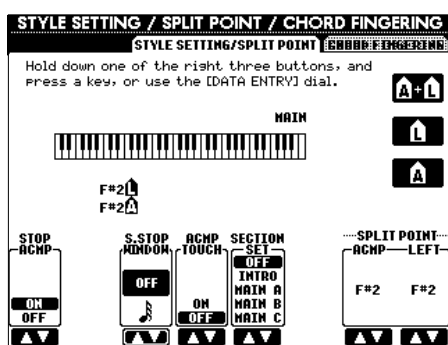 STYLE SETTING / SPLIT POINT / CHORD FINGERING
STYLE SETTING/SPLIT POINT CHORD FINGERING
Hold down one of the right three buttons, and
press a key, or use the [DATA ENTRY] dial.
A+L
MAIN
L
A
F#2 L
F#2 A
STOP ACMP
ON
OFF
S.STOP WINDOW
OFF
ACMP TOUCH
ON
OFF
SECTION SET
OFF
INTRO
MAIN A
MAIN B
MAIN C
SPLIT POINT
ACMP LEFT
F#2 F#2